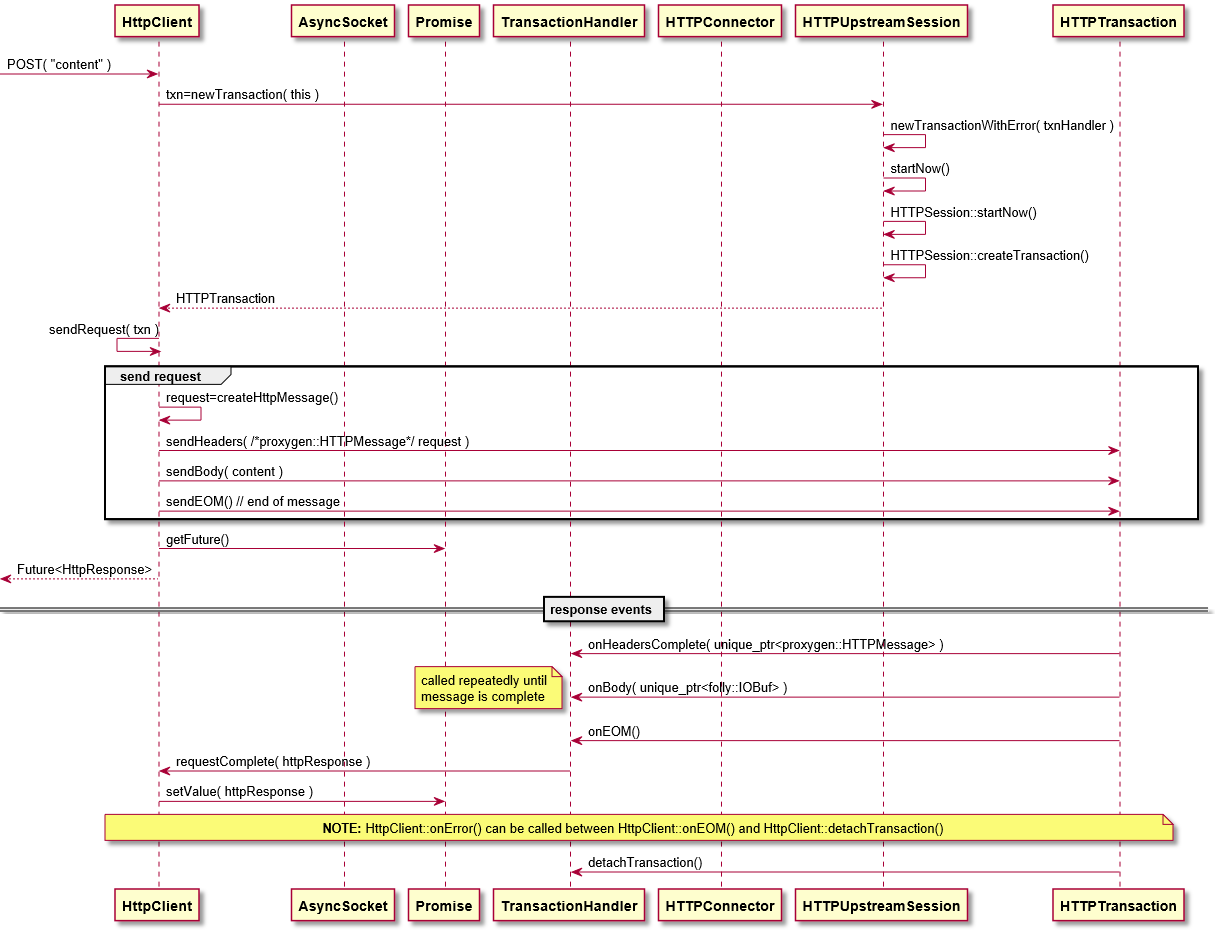 HttpClient AsyncSocket Promise TransactionHandler HTTPConnector HTTPUpstreamSession HTTPTransaction
POST( "content" )
txn=newTransaction( this )
newTransactionWithError( txnHandler )
startNow()
HTTPSession::startNow()
HTTPSession::createTransaction()
HTTPTransaction
sendRequest( txn )
send request
request=createHttpMessage()
sendHeaders( /*proxygen::HTTPMessage*/ request )
sendBody( content )
sendEOM() // end of message
getFuture()
Future<HttpResponse>
response events
onHeadersComplete( unique_ptr<proxygen::HTTPMessage> )
called repeatedly until
message is complete
onBody( unique_ptr<folly::IOBuf> )
onEOM()
requestComplete( httpResponse )
setValue( httpResponse )
NOTE: HttpClient::onError() can be called between HttpClient::onEOM() and HttpClient::detachTransaction()
detachTransaction()
HttpClient AsyncSocket Promise TransactionHandler HTTPConnector HTTPUpstreamSession HTTPTransaction